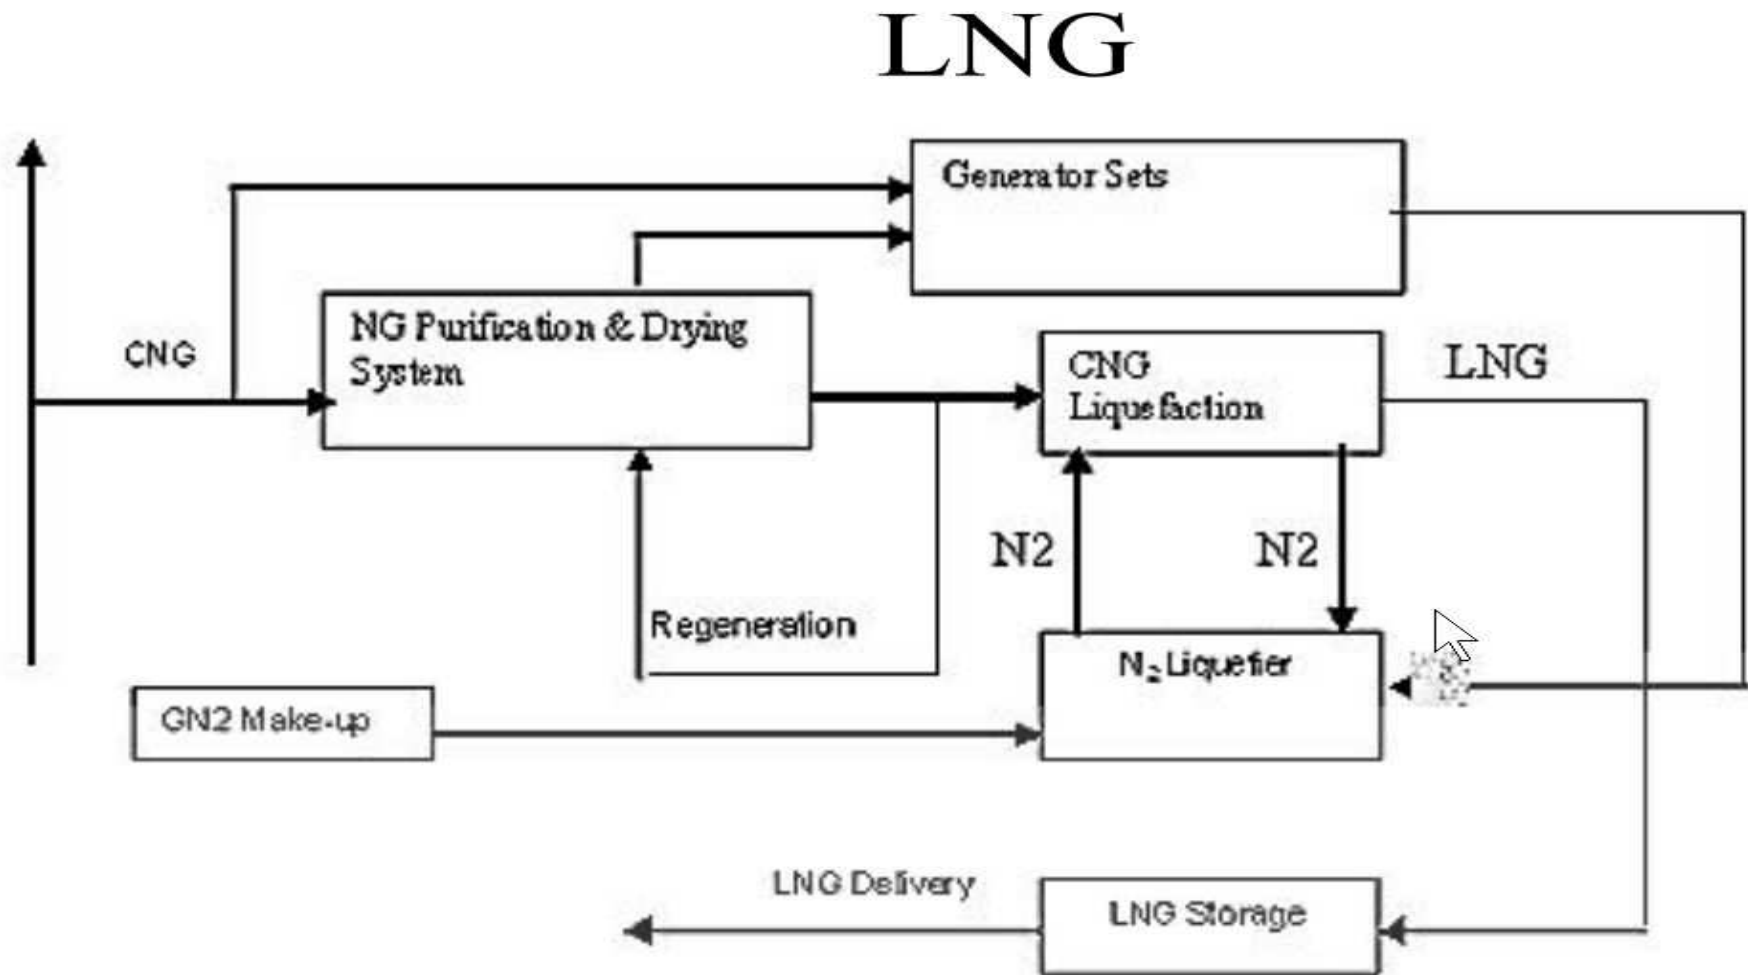 LNG
Generator Sets
NG Purification & Drying
System
CNG
CNG
Liquefaction
LNG
N2
N2
Regeneration
N2 Liquefier
GN2 Make-up
LNG Delivery
LNG Storage